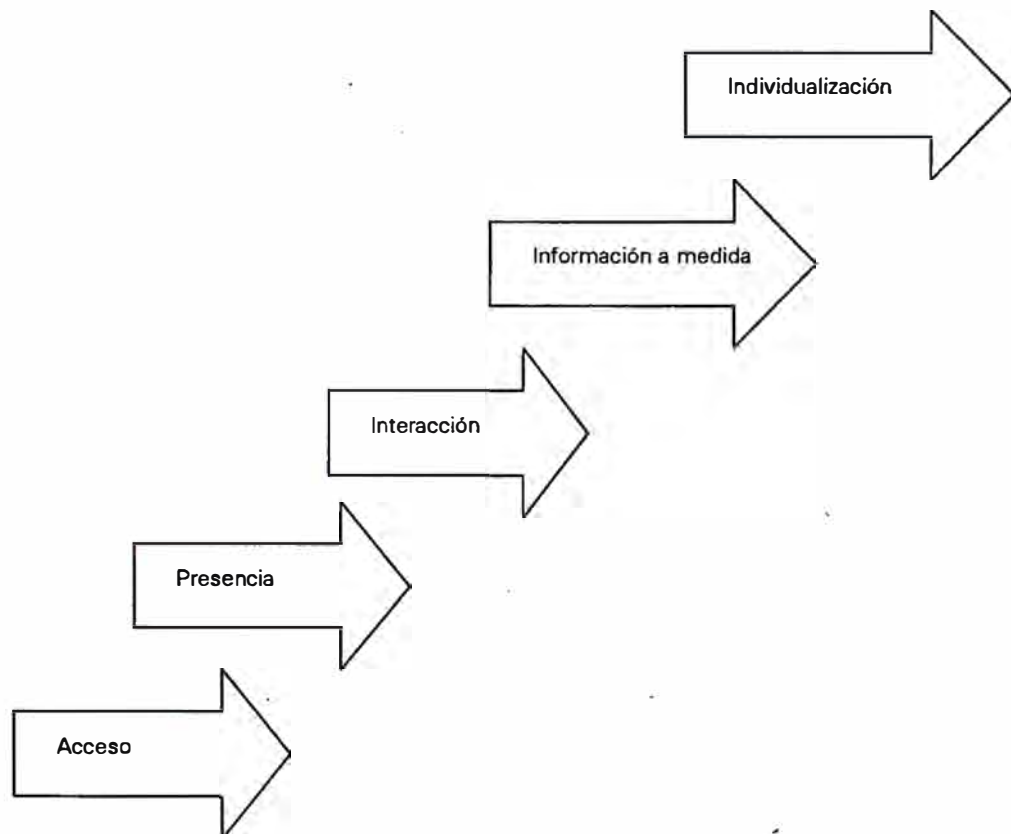 Individualización
Información a medida
Interacción
Presencia
Acceso